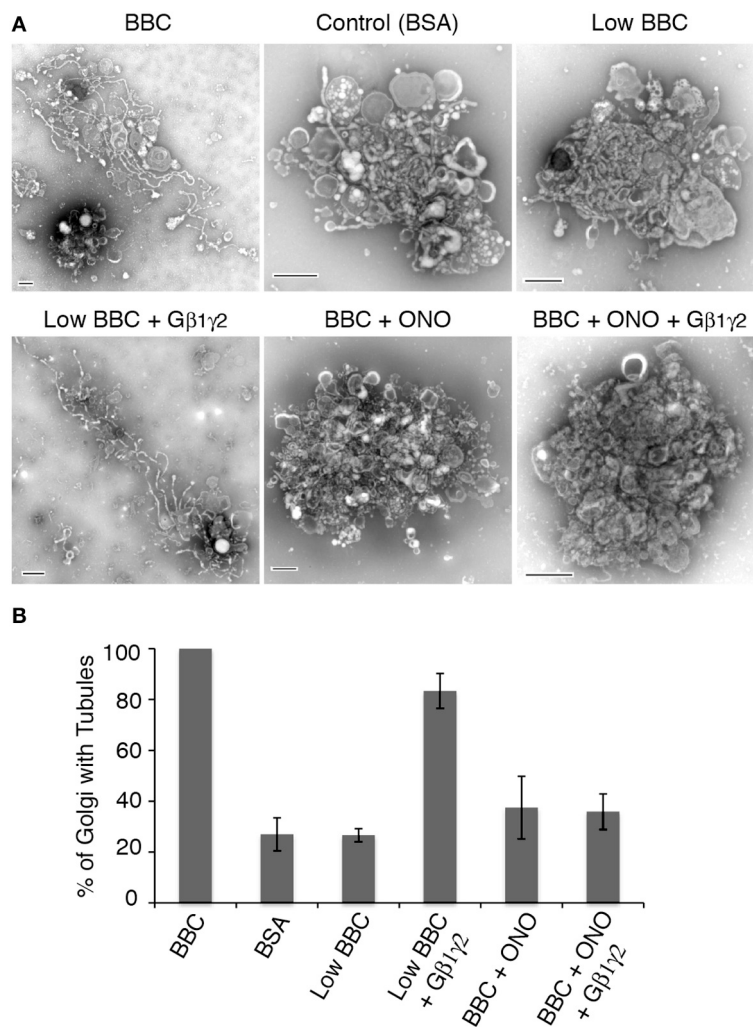 A
BBC
Control (BSA)
Low BBC
Low BBC + Gβ1γ2
BBC + ONO
BBC + ONO + Gβ1γ2
B
% of Golgi with Tubules
100
80
60
40
20
0
BBC
BSA
Low BBC
Low BBC
+ Gβ1γ2
BBC + ONO
BBC + ONO
+ Gβ1γ2